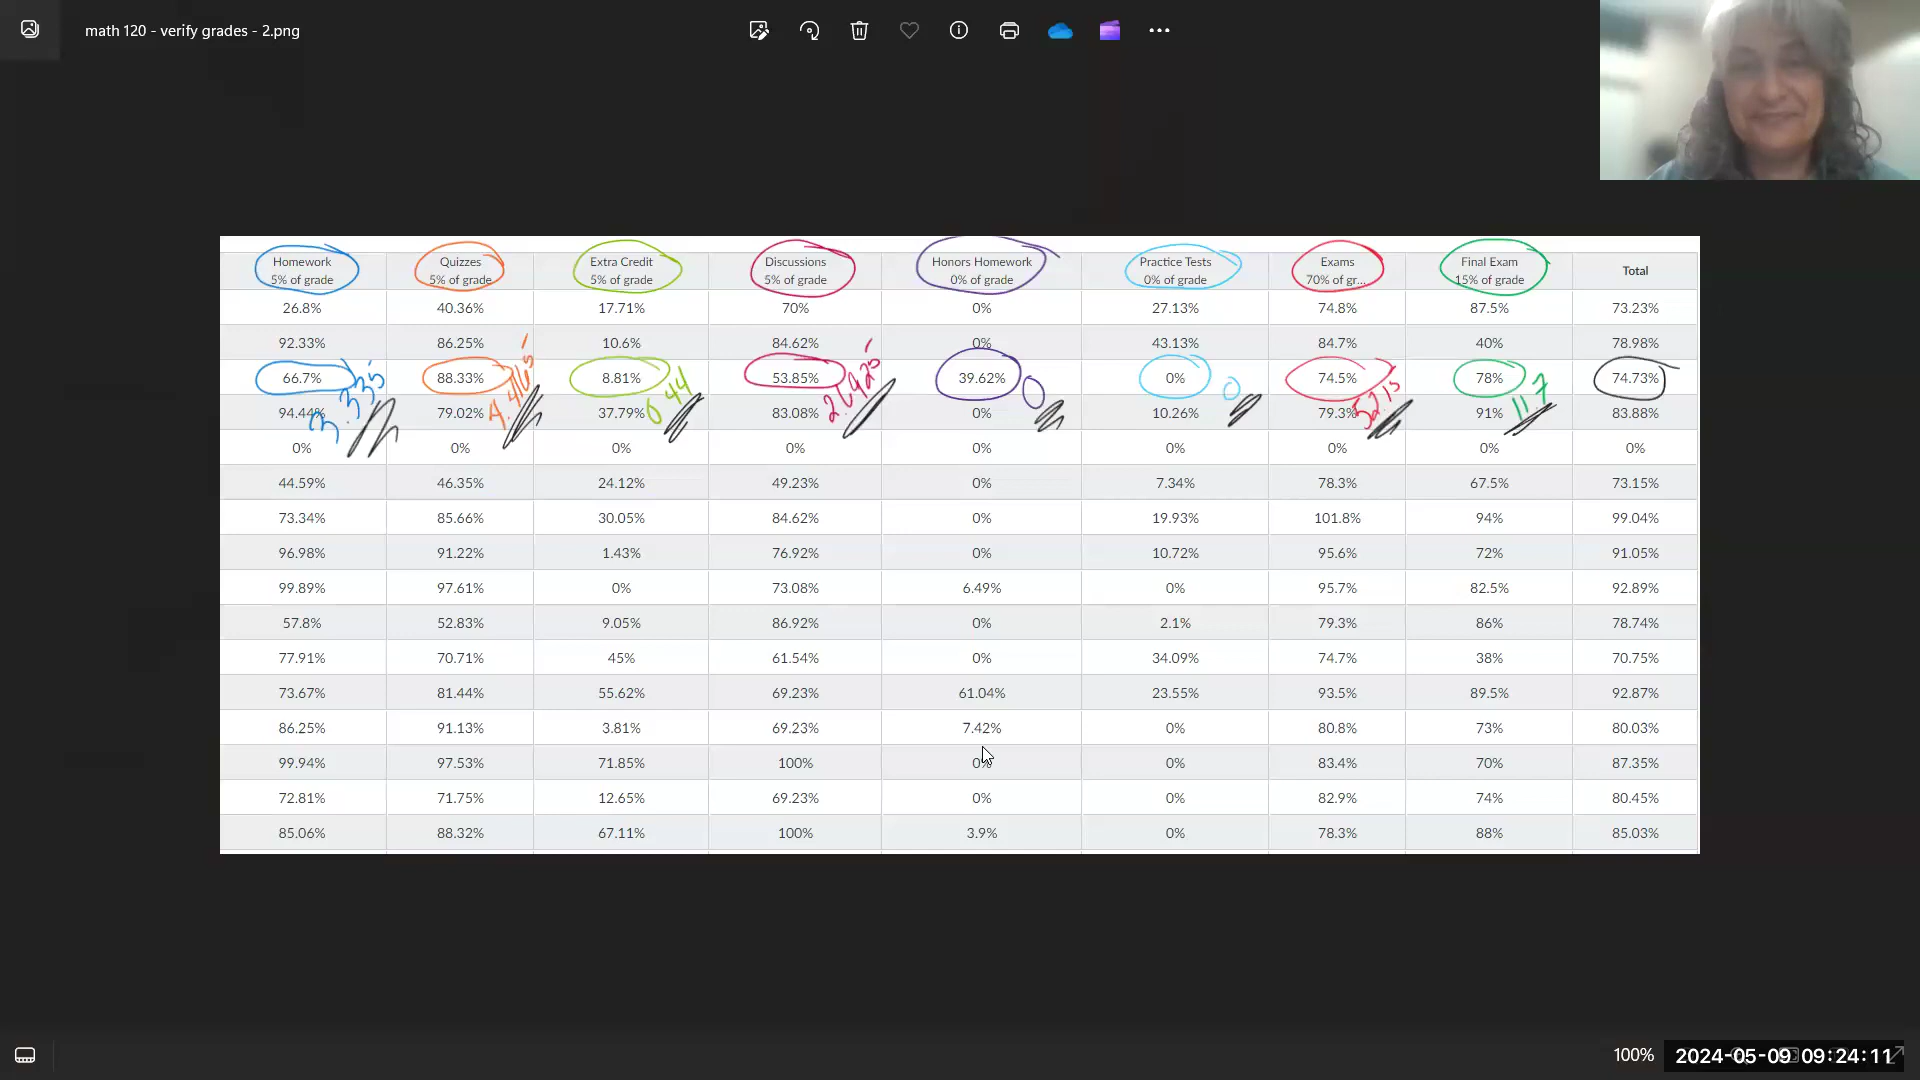 math 120 - verify grades - 2.png
Homework Quizzes Extra Credit Discussions Honors Homework Practice Tests Exams Final Exam Total
5% of grade 5% of grade 5% of grade 5% of grade 0% of grade 0% of grade 70% of gr... 15% of grade
26.8% 40.36% 17.71% 70% 0% 27.13% 74.8% 87.5% 73.23%
92.33% 86.25% 10.6% 84.62% 0% 43.13% 84.7% 40% 78.98%
66.7% 88.33% 8.81% 53.85% 39.62% 0% 74.5% 78% 74.73%
3.335 4.4165 0.44 2.6925 0 0 52.15 11.7
94.44% 79.02% 37.79% 83.08% 0% 10.26% 79.3% 91% 83.88%
0% 0% 0% 0% 0% 0% 0% 0% 0%
44.59% 46.35% 24.12% 49.23% 0% 7.34% 78.3% 67.5% 73.15%
73.34% 85.66% 30.05% 84.62% 0% 19.93% 101.8% 94% 99.04%
96.98% 91.22% 1.43% 76.92% 0% 10.72% 95.6% 72% 91.05%
99.89% 97.61% 0% 73.08% 6.49% 0% 95.7% 82.5% 92.89%
57.8% 52.83% 9.05% 86.92% 0% 2.1% 79.3% 86% 78.74%
77.91% 70.71% 45% 61.54% 0% 34.09% 74.7% 38% 70.75%
73.67% 81.44% 55.62% 69.23% 61.04% 23.55% 93.5% 89.5% 92.87%
86.25% 91.13% 3.81% 69.23% 7.42% 0% 80.8% 73% 80.03%
99.94% 97.53% 71.85% 100% 0% 0% 83.4% 70% 87.35%
72.81% 71.75% 12.65% 69.23% 0% 0% 82.9% 74% 80.45%
85.06% 88.32% 67.11% 100% 3.9% 0% 78.3% 88% 85.03%
100% 2024-05-09 09:24:11